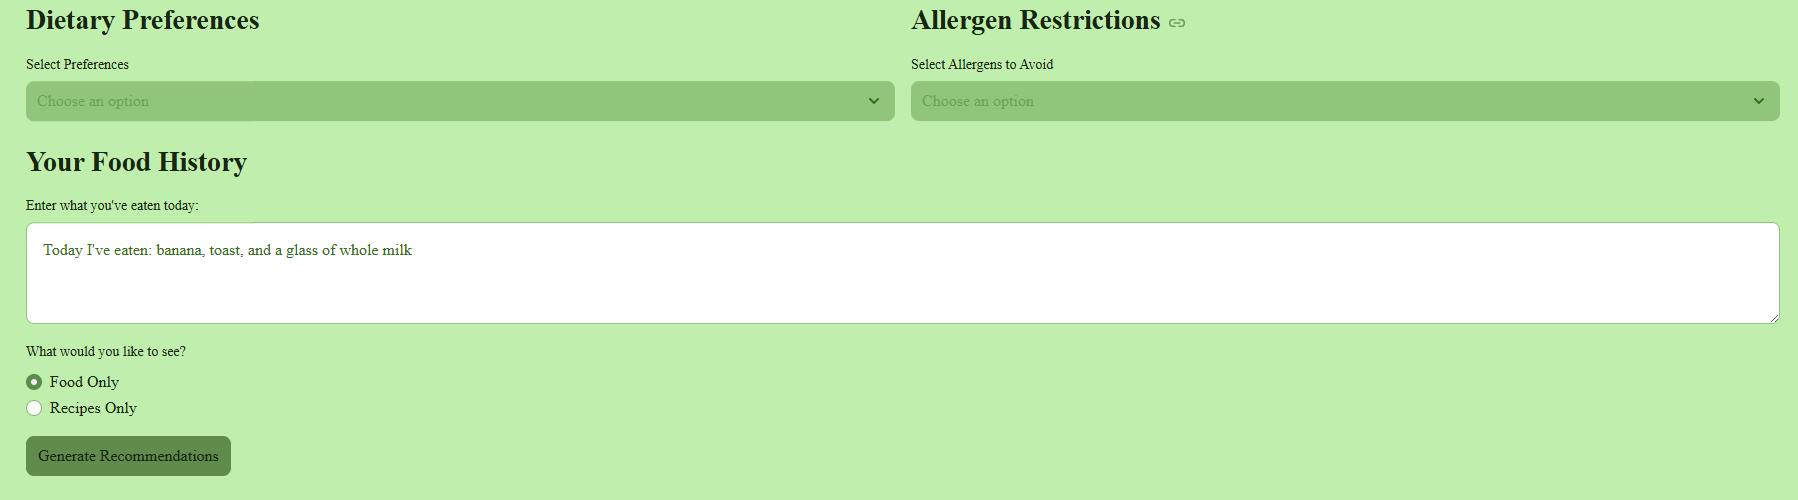 Dietary Preferences
Allergen Restrictions
Select Preferences
Select Allergens to Avoid
Choose an option
Choose an option
Your Food History
Enter what you've eaten today:
Today I've eaten: banana, toast, and a glass of whole milk
What would you like to see?
Food Only
Recipes Only
Generate Recommendations